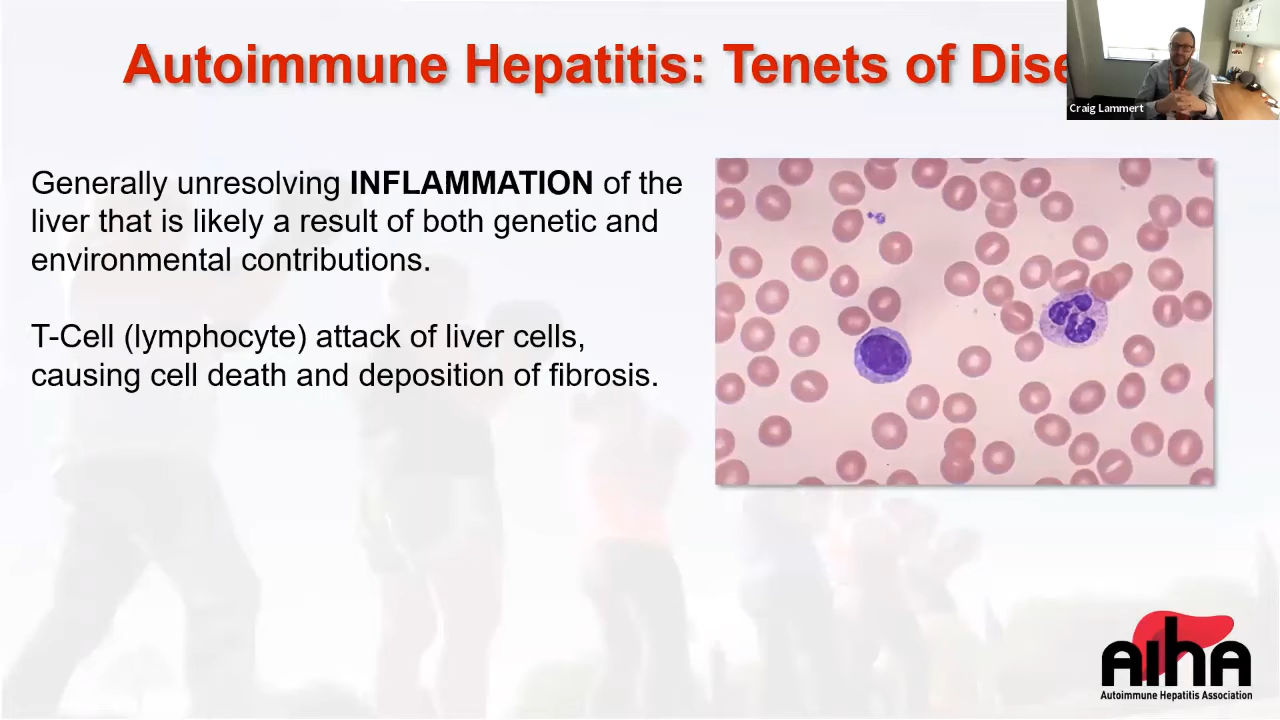 Autoimmune Hepatitis: Tenets of
Craig Lammert
Generally unresolving INFLAMMATION of the
liver that is likely a result of both genetic and
environmental contributions.
T-Cell (lymphocyte) attack of liver cells,
causing cell death and deposition of fibrosis.
AIHA
Autoimmune Hepatitis Association